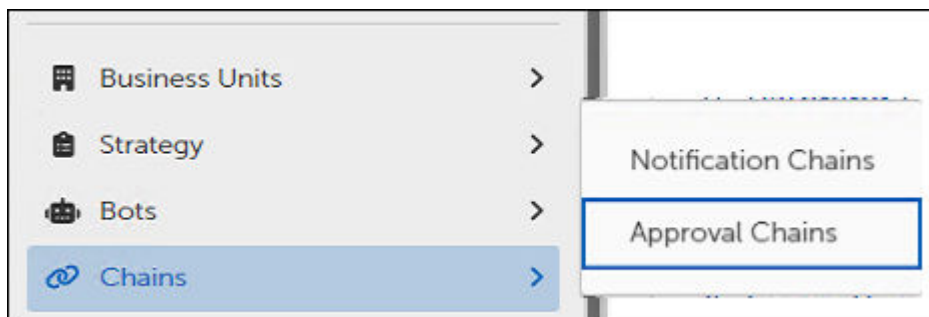 Business Units
Strategy
Bots
Chains
Notification Chains
Approval Chains